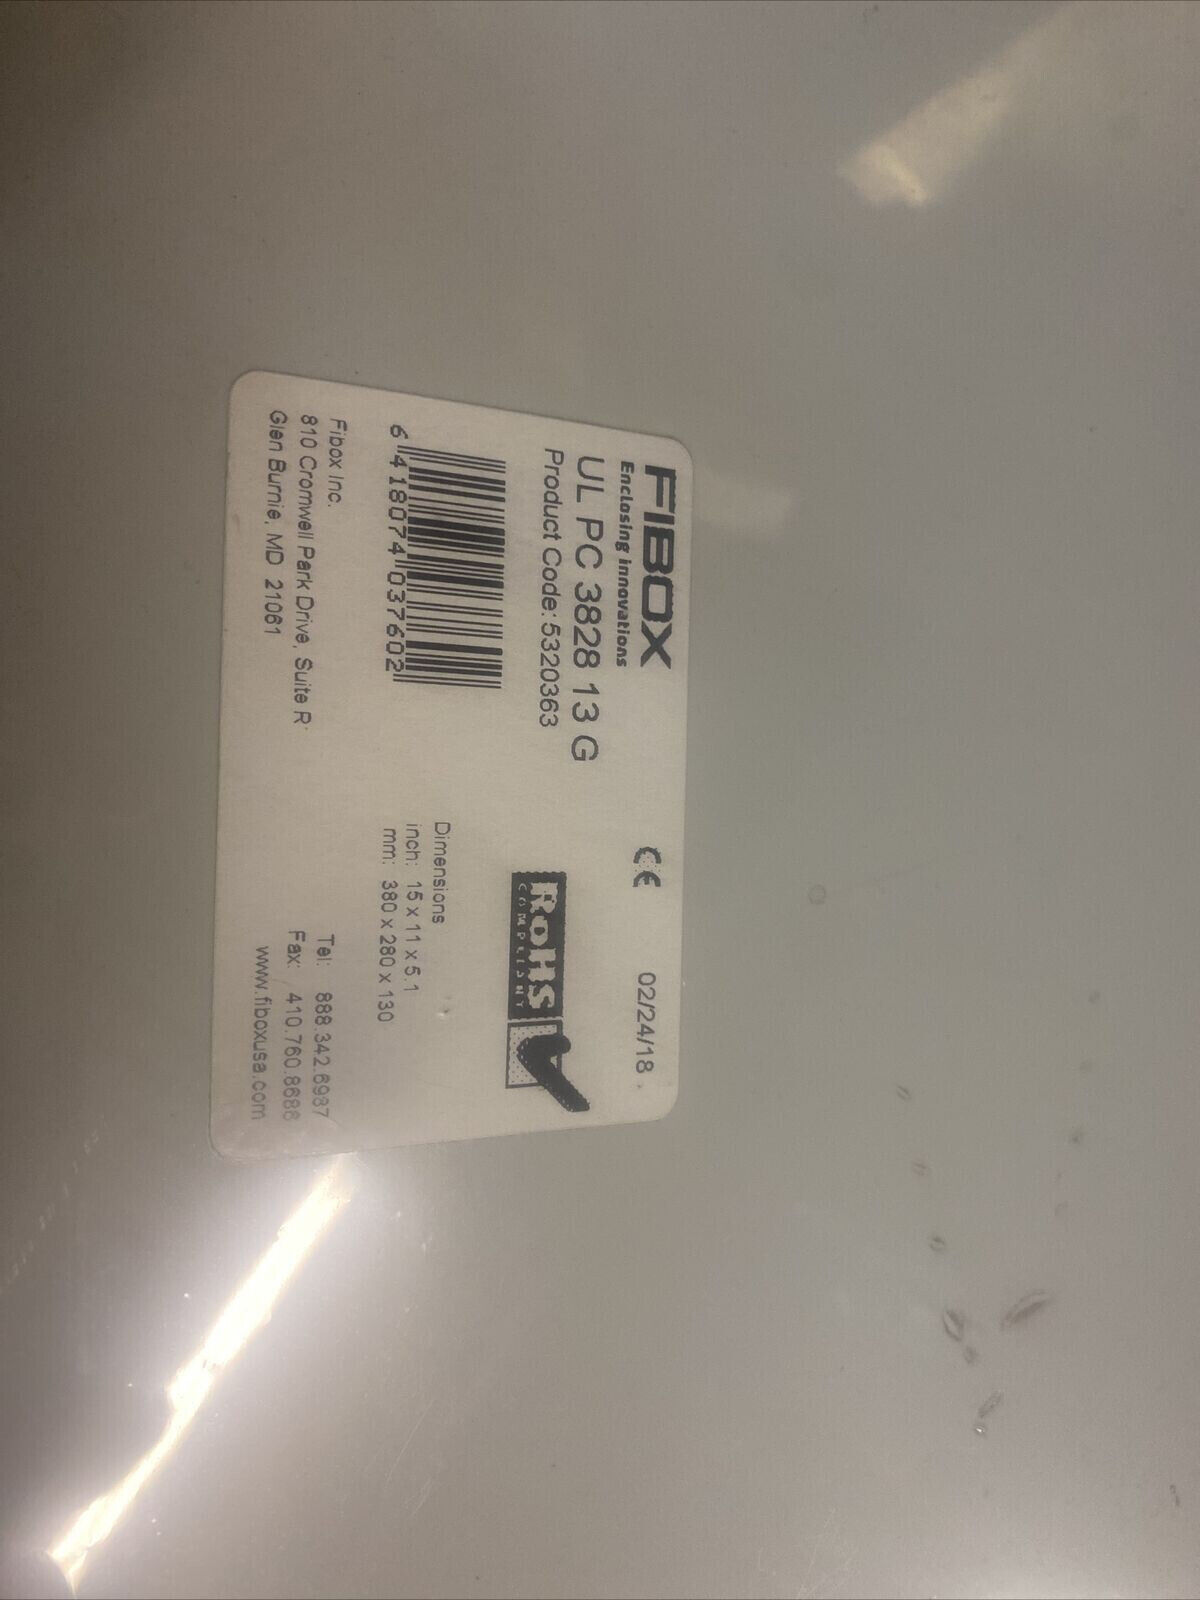 FIBOX
Enclosing Innovations
UL PC 3828 13 G
Product Code: 5320363
CE
02/24/18
RoHS
COMPLIANT
6 418074 037602
Dimensions
inch: 15 x 11 x 5.1
mm: 380 x 280 x 130
Fibox Inc.
810 Cromwell Park Drive, Suite R
Glen Burnie, MD 21061
Tel: 888.342.6987
Fax: 410.760.8686
www.fiboxusa.com